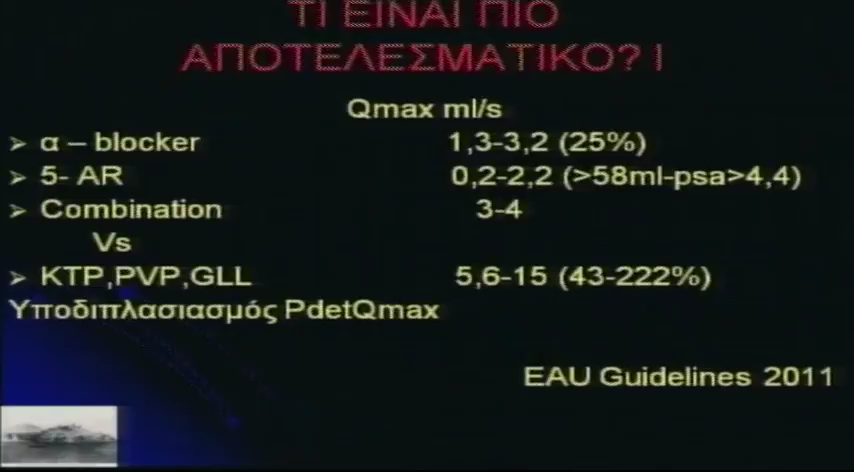 ΤΙ ΕΙΝΑΙ ΠΙΟ
ΑΠΟΤΕΛΕΣΜΑΤΙΚΟ? Ι
Qmax ml/s
➢ α – blocker 1,3-3,2 (25%)
➢ 5- AR 0,2-2,2 (>58ml-psa>4,4)
➢ Combination 3-4
Vs
➢ KTP,PVP,GLL 5,6-15 (43-222%)
Υποδιπλασιασμός PdetQmax
EAU Guidelines 2011